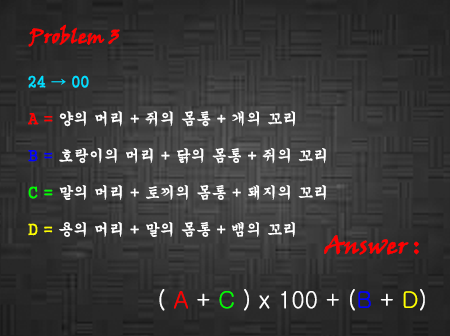 Problem 3
24 → 00
A = 양의 머리 + 쥐의 몸통 + 개의 꼬리
B = 호랑이의 머리 + 닭의 몸통 + 쥐의 꼬리
C = 말의 머리 + 토끼의 몸통 + 돼지의 꼬리
D = 용의 머리 + 말의 몸통 + 뱀의 꼬리
Answer :
( A + C ) x 100 + (B + D)